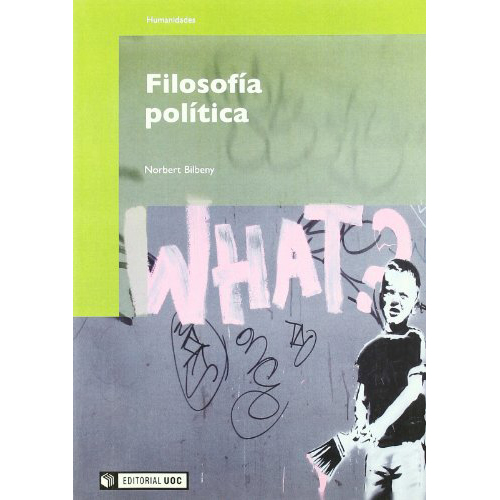 Humanidades
Filosofía
política
Norbert Bilbeny
WHAT?
EDITORIAL UOC